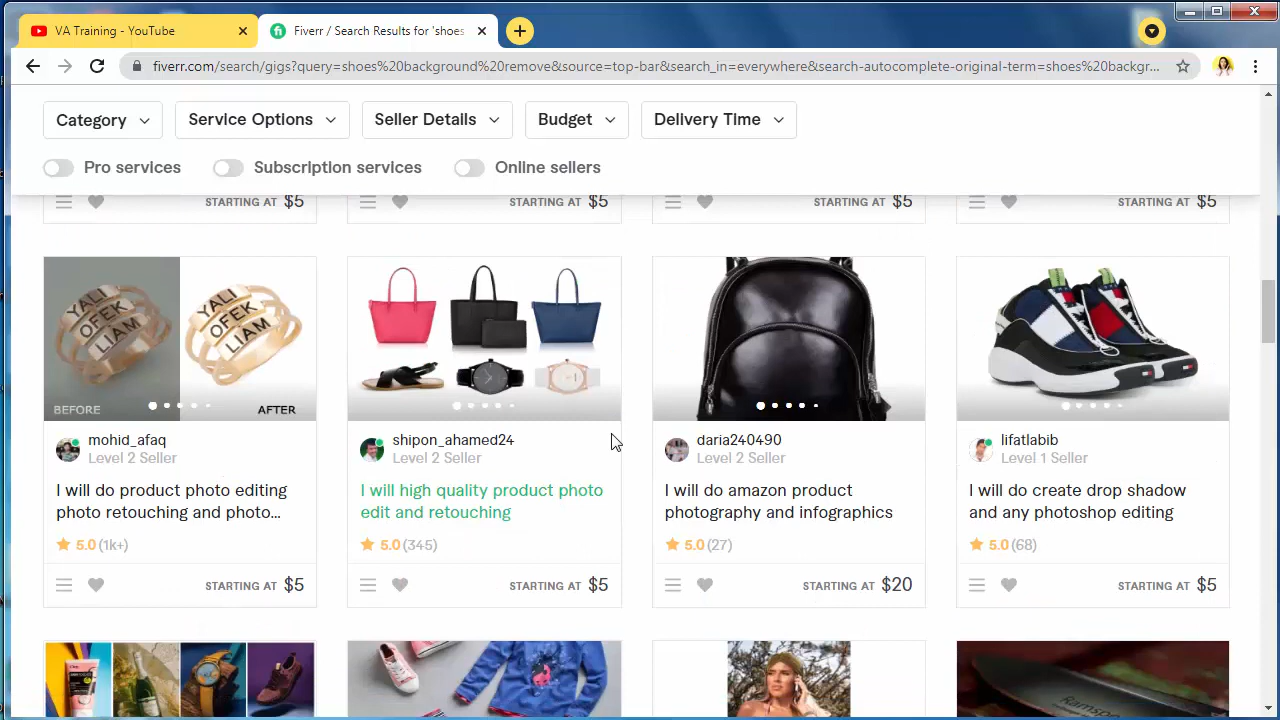 VA Training - YouTube
Fiverr / Search Results for 'shoes
fiverr.com/search/gigs?query=shoes%20background%20remove&source=top-bar&search_in=everywhere&search-autocomplete-original-term=shoes%20backgr...
Category
Service Options
Seller Details
Budget
Delivery Time
Pro services
Subscription services
Online sellers
STARTING AT $5
STARTING AT $5
STARTING AT $5
STARTING AT $5
YALI
OFEK
LIAM
YALI
OFEK
LIAM
BEFORE
AFTER
mohid_afaq
Level 2 Seller
I will do product photo editing
photo retouching and photo...
5.0 (1k+)
STARTING AT $5
shipon_ahamed24
Level 2 Seller
I will high quality product photo
edit and retouching
5.0 (345)
STARTING AT $5
daria240490
Level 2 Seller
I will do amazon product
photography and infographics
5.0 (27)
STARTING AT $20
lifatlabib
Level 1 Seller
I will do create drop shadow
and any photoshop editing
5.0 (68)
STARTING AT $5